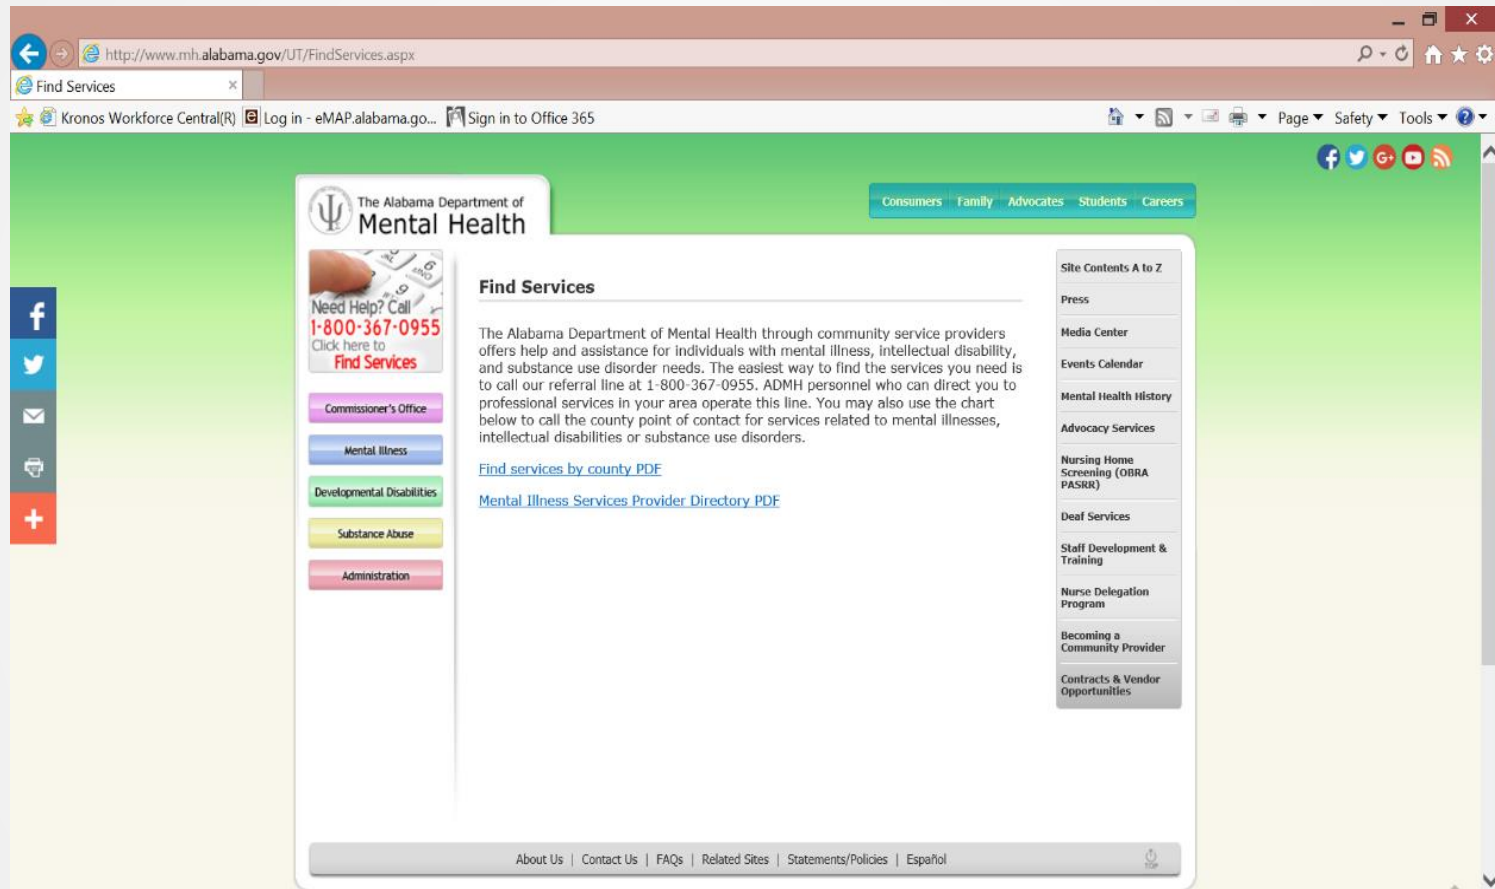 http://www.mh.alabama.gov/UT/FindServices.aspx
Find Services
Kronos Workforce Central(R) Log in - eMAP.alabama.go... Sign in to Office 365
Page Safety Tools
The Alabama Department of
Mental Health
Consumers Family Advocates Students Careers
Need Help? Call
1-800-367-0955
Click here to
Find Services
Commissioner's Office
Mental Illness
Developmental Disabilities
Substance Abuse
Administration
Find Services
The Alabama Department of Mental Health through community service providers
offers help and assistance for individuals with mental illness, intellectual disability,
and substance use disorder needs. The easiest way to find the services you need is
to call our referral line at 1-800-367-0955. ADMH personnel who can direct you to
professional services in your area operate this line. You may also use the chart
below to call the county point of contact for services related to mental illnesses,
intellectual disabilities or substance use disorders.
Find services by county PDF
Mental Illness Services Provider Directory PDF
Site Contents A to Z
Press
Media Center
Events Calendar
Mental Health History
Advocacy Services
Nursing Home
Screening (OBRA
PASRR)
Deaf Services
Staff Development &
Training
Nurse Delegation
Program
Becoming a
Community Provider
Contracts & Vendor
Opportunities
About Us | Contact Us | FAQs | Related Sites | Statements/Policies | Español